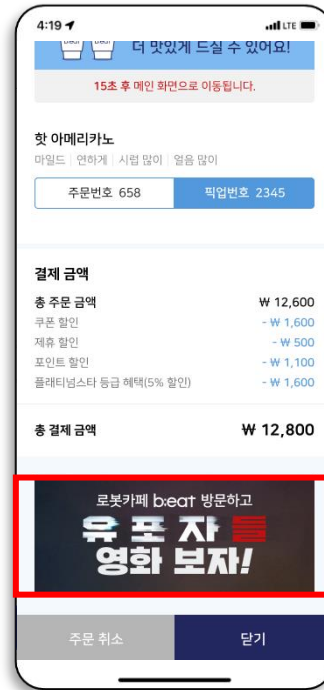 4:19
LTE
b;eat b;eat
더 맛있게 드실 수 있어요!
15초 후 메인 화면으로 이동됩니다.
핫 아메리카노
마일드 | 연하게 | 시럽 많이 | 얼음 많이
주문번호 658 픽업번호 2345
결제 금액
총 주문 금액 ₩ 12,600
쿠폰 할인 - ₩ 1,600
제휴 할인 - ₩ 500
포인트 할인 - ₩ 1,100
플래티넘스타 등급 혜택(5% 할인) - ₩ 1,600
총 결제 금액 ₩ 12,800
로봇카페 b;eat 방문하고
유포자들
영화 보자!
주문 취소 닫기